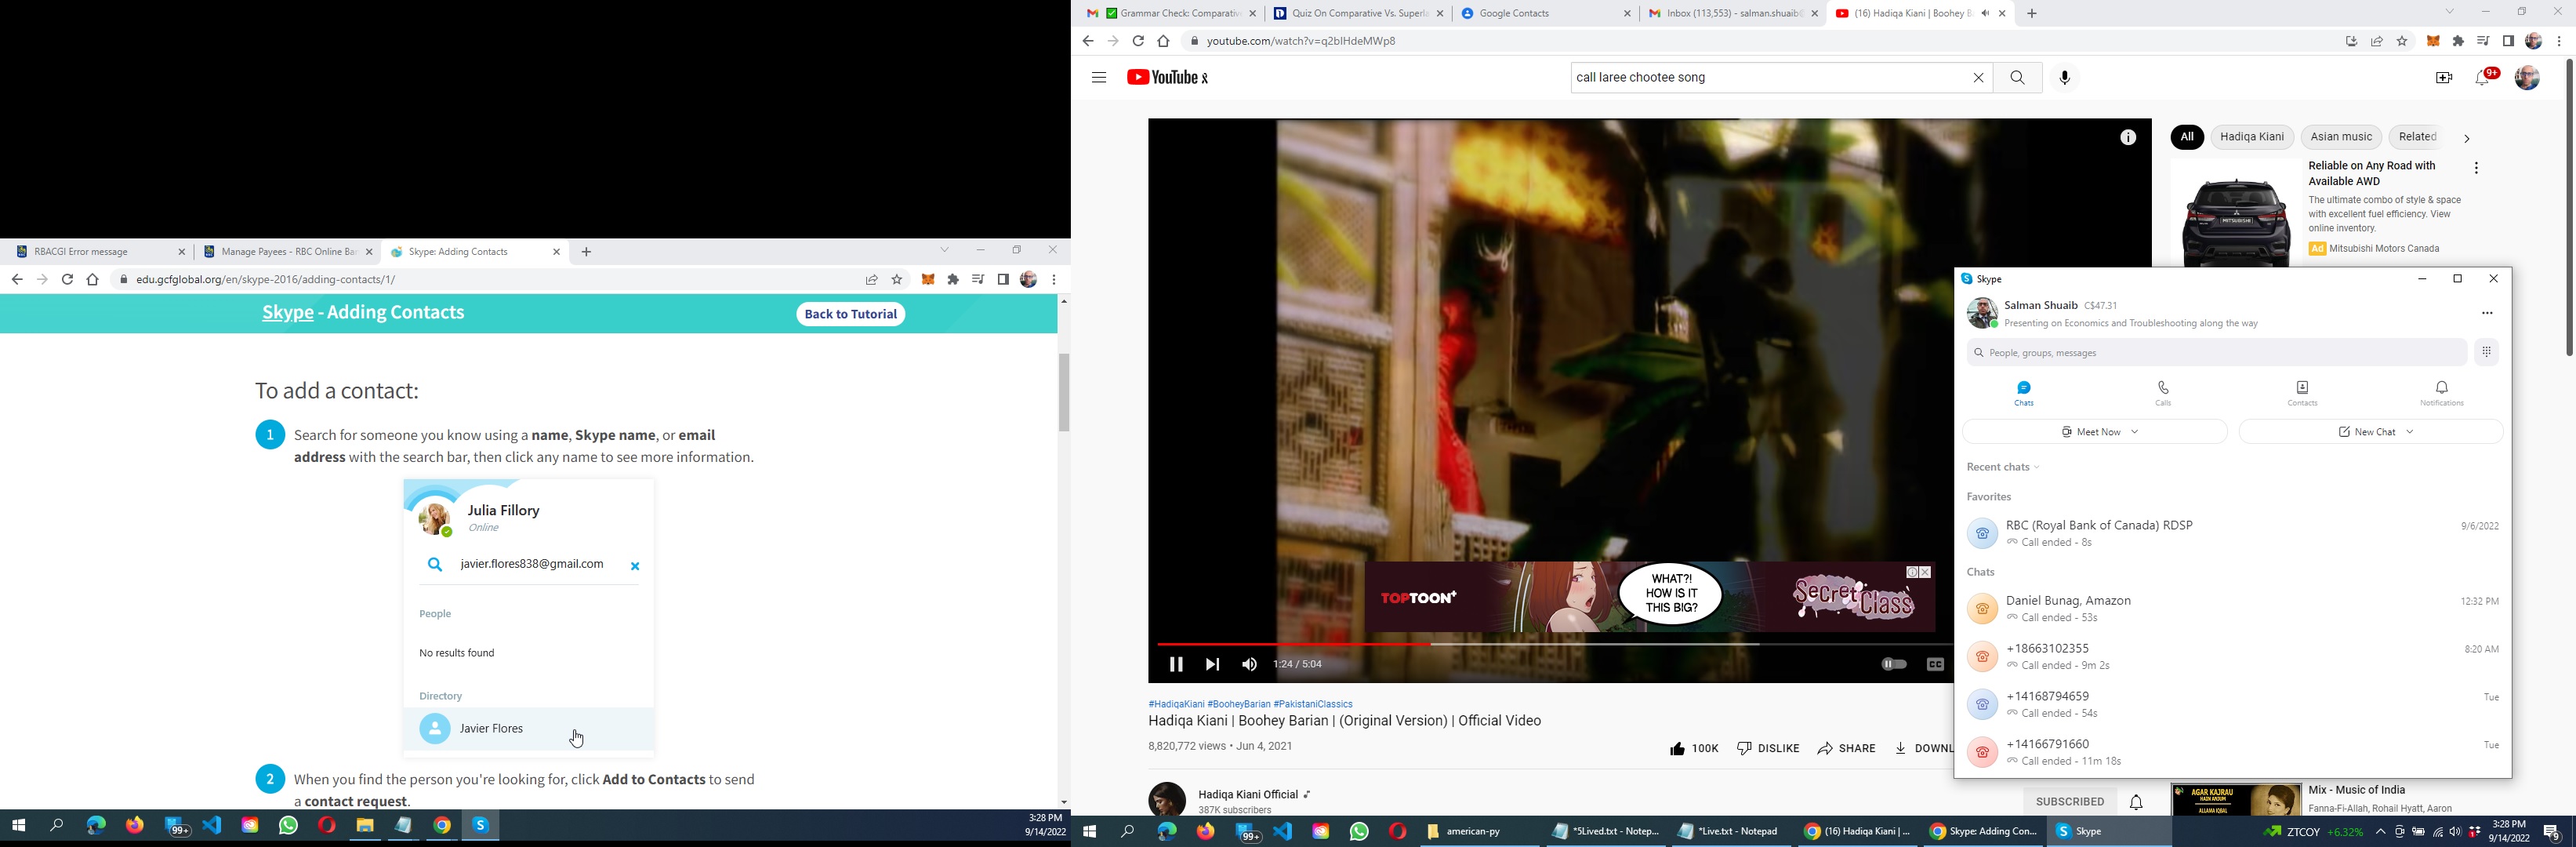 RBACGI Error message
Manage Payees - RBC Online Ba
Skype: Adding Contacts
edu.gcfglobal.org/en/skype-2016/adding-contacts/1/
Skype - Adding Contacts
Back to Tutorial
To add a contact:
1
Search for someone you know using a name, Skype name, or email
address with the search bar, then click any name to see more information.
Julia Fillory
Online
javier.flores838@gmail.com
People
No results found
Directory
Javier Flores
2
When you find the person you're looking for, click Add to Contacts to send
a contact request.
99+
3:28 PM
9/14/2022
Grammar Check: Comparativ
Quiz On Comparative Vs. Superla
Google Contacts
Inbox (113,553) - salman.shuaib
(16) Hadiqa Kiani | Boohey B
youtube.com/watch?v=q2bIHdeMWp8
YouTube
call laree chootee song
9+
All
Hadiqa Kiani
Asian music
Related
Reliable on Any Road with
Available AWD
The ultimate combo of style & space
with excellent fuel efficiency. View
online inventory.
Ad Mitsubishi Motors Canada
TOPTOON+
WHAT?!
HOW IS IT
THIS BIG?
SeCret
Class
1:24 / 5:04
CC
#HadiqaKiani #BooheyBarian #PakistaniClassics
Hadiqa Kiani | Boohey Barian | (Original Version) | Official Video
8,820,772 views • Jun 4, 2021
100K
DISLIKE
SHARE
DOWNL
Hadiqa Kiani Official
387K subscribers
SUBSCRIBED
AGAR KAJRAU
ALLAMA IQBAL
Mix - Music of India
Fanna-Fi-Allah, Rohail Hyatt, Aaron
Skype
Salman Shuaib C$47.31
Presenting on Economics and Troubleshooting along the way
People, groups, messages
Chats
Calls
Contacts
Notifications
Meet Now
New Chat
Recent chats
Favorites
RBC (Royal Bank of Canada) RDSP
9/6/2022
Call ended - 8s
Chats
Daniel Bunag, Amazon
12:32 PM
Call ended - 53s
+18663102355
8:20 AM
Call ended - 9m 2s
+14168794659
Tue
Call ended - 54s
+14166791660
Tue
Call ended - 11m 18s
99+
american-py
*5Lived.txt - Notep...
*Live.txt - Notepad
(16) Hadiqa Kiani | ...
Skype: Adding Con...
Skype
ZTCOY +6.32%
3:28 PM
9/14/2022
9